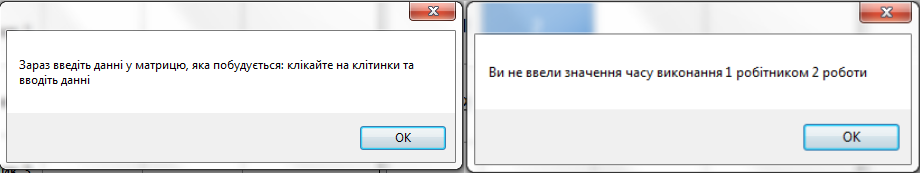 Зараз введіть данні у матрицю, яка побудується: клікайте на клітинки та
вводіть данні
OK
Ви не ввели значення часу виконання 1 робітником 2 роботи
OK